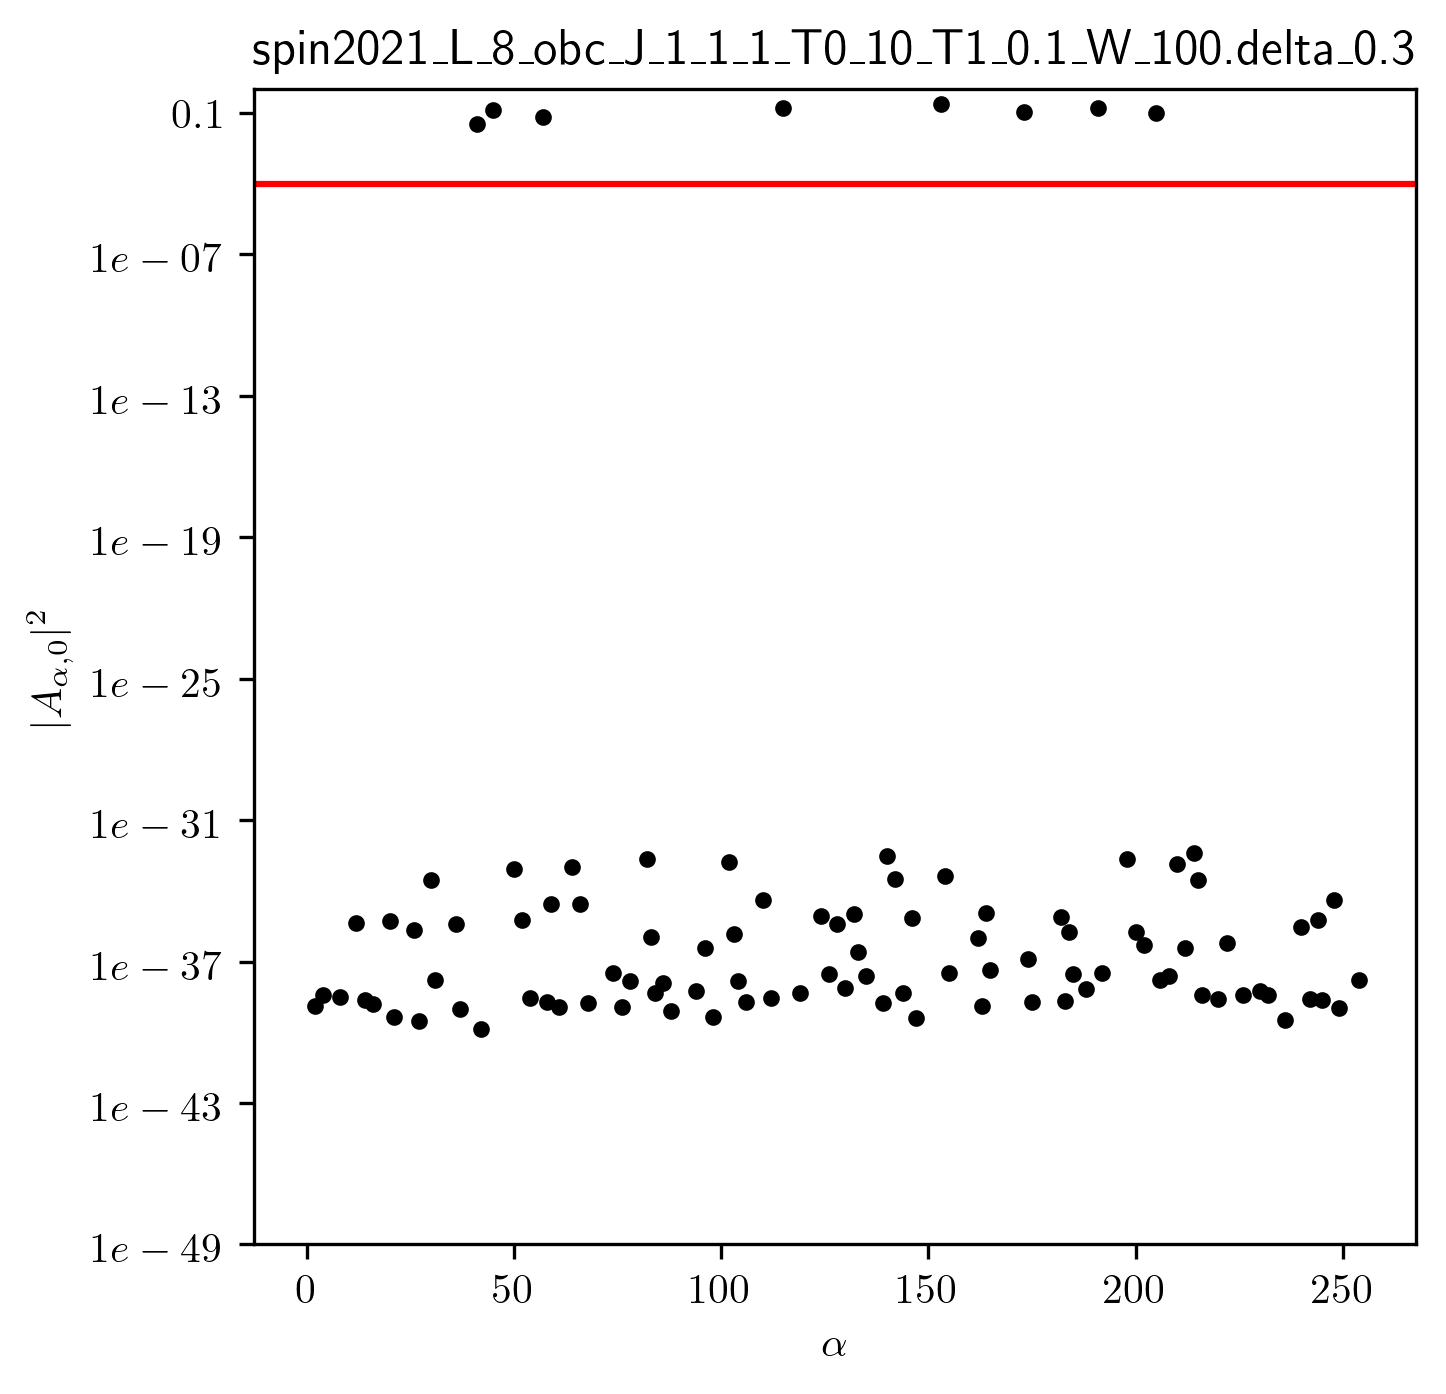 spin2021_L_8_obc_J_1_1_1_T0_10_T1_0.1_W_100.delta_0.3
0.1
1e − 07
1e − 13
1e − 19
1e − 25
1e − 31
1e − 37
1e − 43
1e − 49
|A_{α,0}|²
0 50 100 150 200 250
α